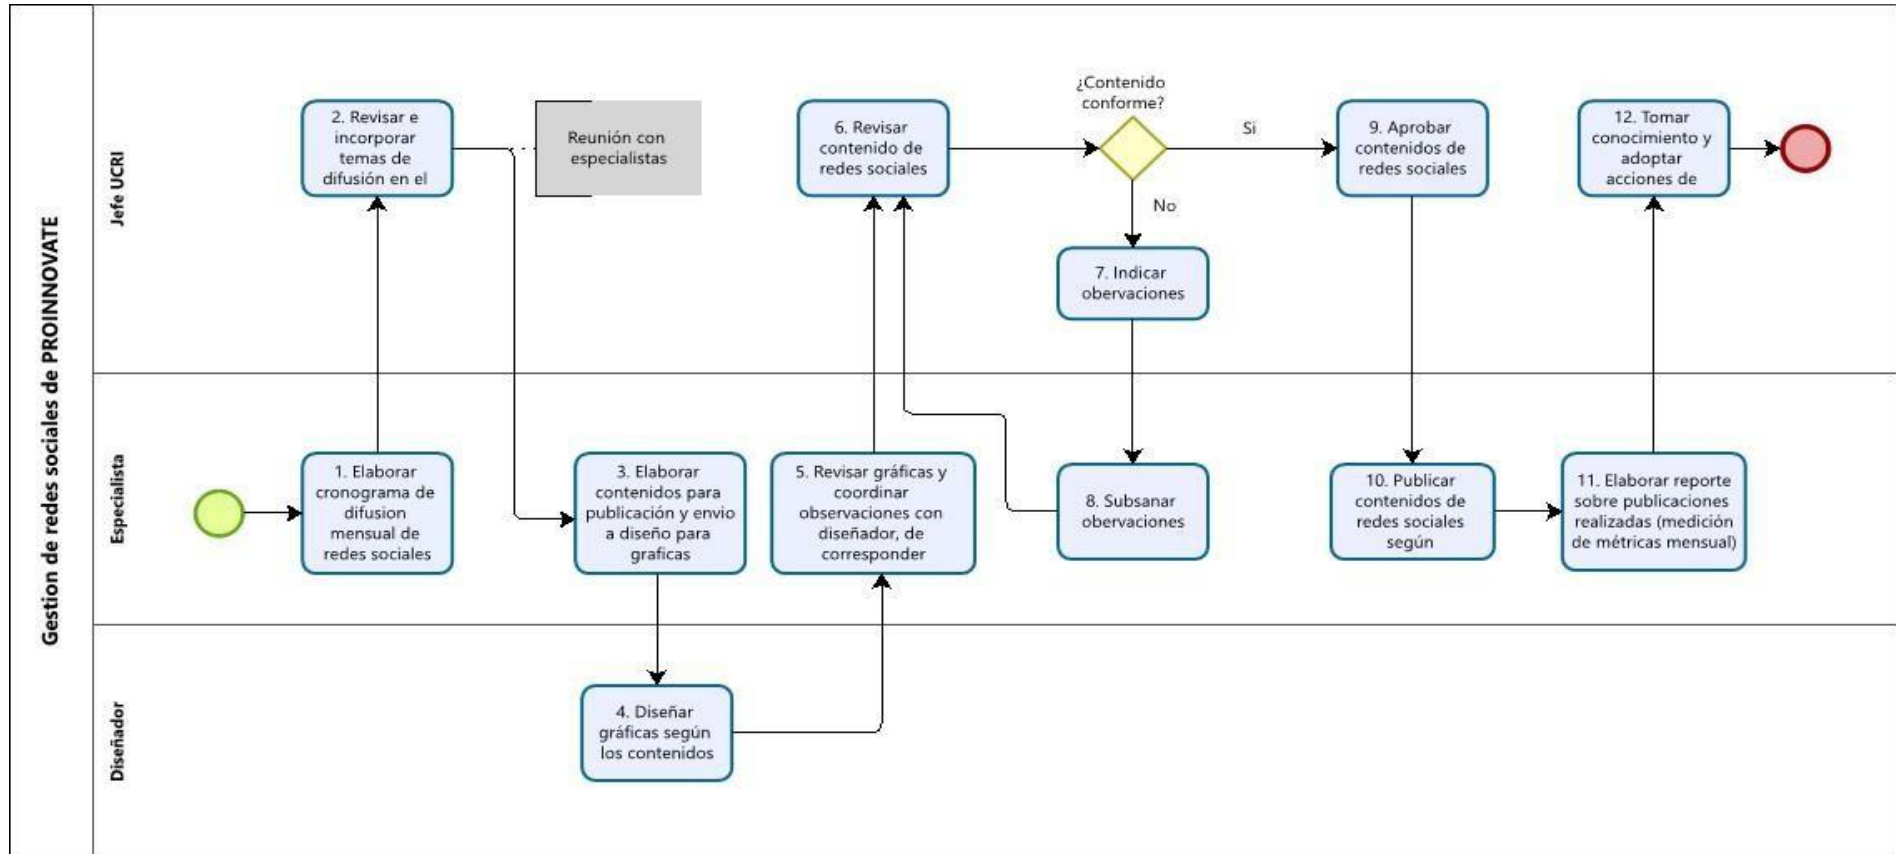 Gestion de redes sociales de PROINNOVATE
Jefe UCRI
2. Revisar e
incorporar
temas de
difusión en el
Reunión con
especialistas
6. Revisar
contenido de
redes sociales
¿Contenido
conforme?
Si
No
7. Indicar
obervaciones
9. Aprobar
contenidos de
redes sociales
12. Tomar
conocimiento y
adoptar
acciones de
Especialista
1. Elaborar
cronograma de
difusion
mensual de
redes sociales
3. Elaborar
contenidos para
publicación y envio
a diseño para
graficas
5. Revisar gráficas y
coordinar
observaciones con
diseñador, de
corresponder
8. Subsanar
obervaciones
10. Publicar
contenidos de
redes sociales
según
11. Elaborar reporte
sobre publicaciones
realizadas (medición
de métricas mensual)
Diseñador
4. Diseñar
gráficas según
los contenidos